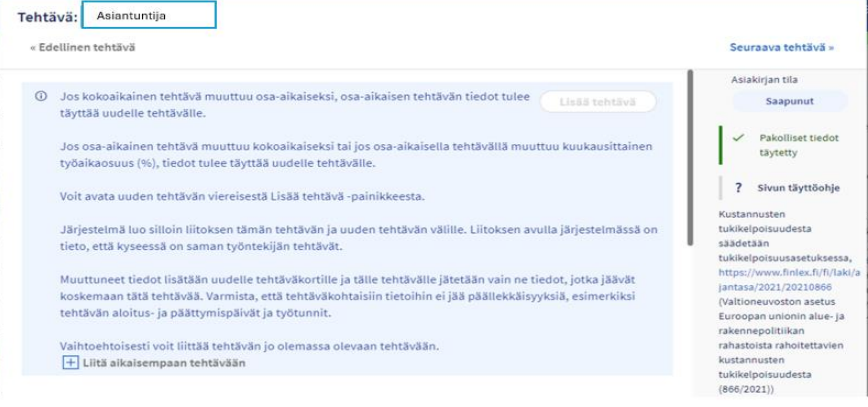 Tehtävä: Asiantuntija
« Edellinen tehtävä
Seuraava tehtävä »
Jos kokoaikainen tehtävä muuttuu osa-aikaiseksi, osa-aikaisen tehtävän tiedot tulee
täyttää uudelle tehtävälle.
Lisää tehtävä
Jos osa-aikainen tehtävä muuttuu kokoaikaiseksi tai jos osa-aikaisella tehtävällä muuttuu kuukausittainen
työaikaosuus (%), tiedot tulee täyttää uudelle tehtävälle.
Voit avata uuden tehtävän viereisestä Lisää tehtävä -painikkeesta.
Järjestelmä luo silloin liitoksen tämän tehtävän ja uuden tehtävän välille. Liitoksen avulla järjestelmässä on
tieto, että kyseessä on saman työntekijän tehtävät.
Muuttuneet tiedot lisätään uudelle tehtäväkortille ja tälle tehtävälle jätetään vain ne tiedot, jotka jäävät
koskemaan tätä tehtävää. Varmista, että tehtäväkohtaisiin tietoihin ei jää päällekkäisyyksiä, esimerkiksi
tehtävän aloitus- ja päättymispäivät ja työtunnit.
Vaihtoehtoisesti voit liittää tehtävän jo olemassa olevaan tehtävään.
Liitä aikaisempaan tehtävään
Asiakirjan tila
Saapunut
Pakolliset tiedot
täytetty
? Sivun täyttöohje
Kustannusten
tukikelpoisuudesta
säädetään
tukikelpoisuusasetuksessa,
https://www.finlex.fi/fi/laki/a
jantasa/2021/20210866
(Valtioneuvoston asetus
Euroopan unionin alue- ja
rakennepolitiikan
rahastoista rahoitettavien
kustannusten
tukikelpoisuudesta
(866/2021))